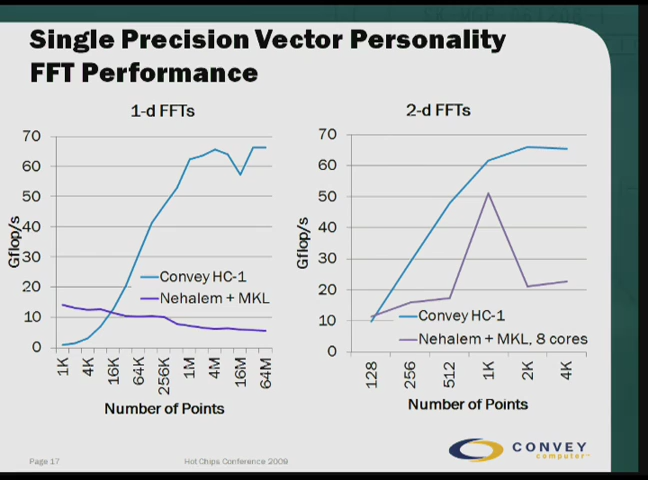 Single Precision Vector Personality
FFT Performance
1-d FFTs
Gflop/s
70
60
50
40
30
20
10
0
Convey HC-1
Nehalem + MKL
1K
4K
16K
64K
256K
1M
4M
16M
64M
Number of Points
2-d FFTs
Gflop/s
70
60
50
40
30
20
10
0
Convey HC-1
Nehalem + MKL, 8 cores
128
256
512
1K
2K
4K
Number of Points
Page 17
Hot Chips Conference 2009
CONVEY
computer™